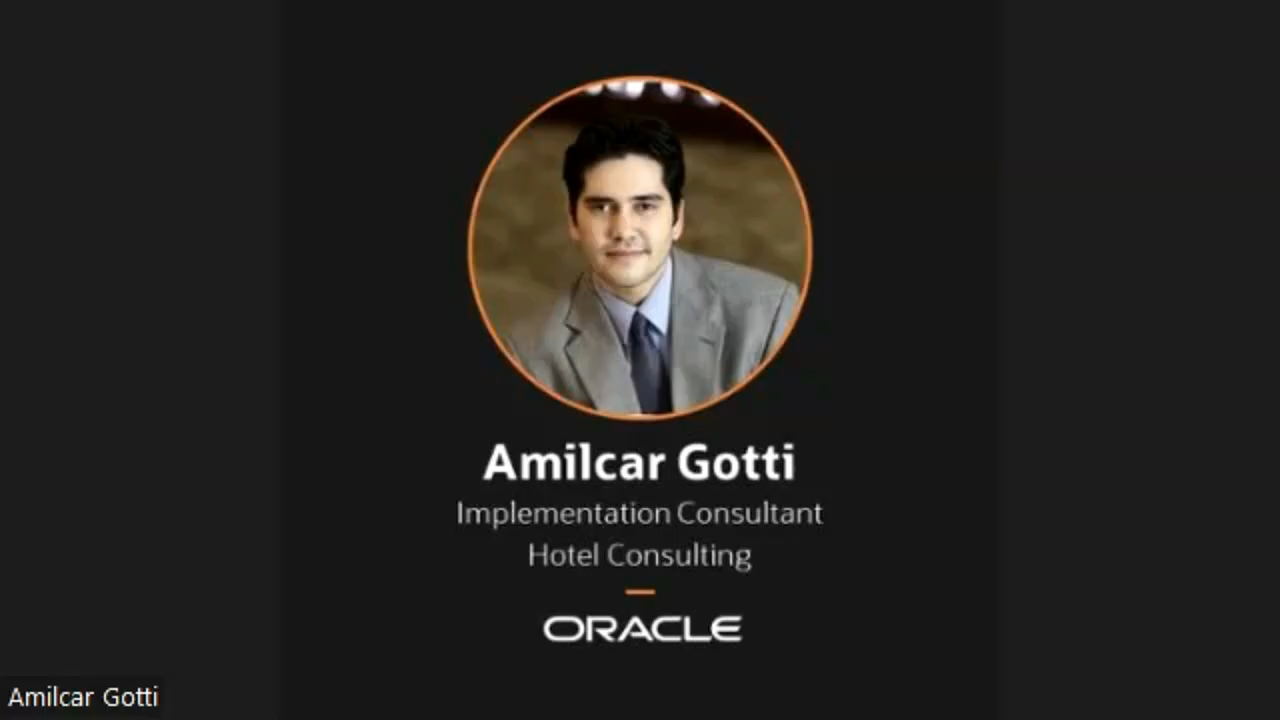 Amilcar Gotti
Implementation Consultant
Hotel Consulting
ORACLE
Amilcar Gotti